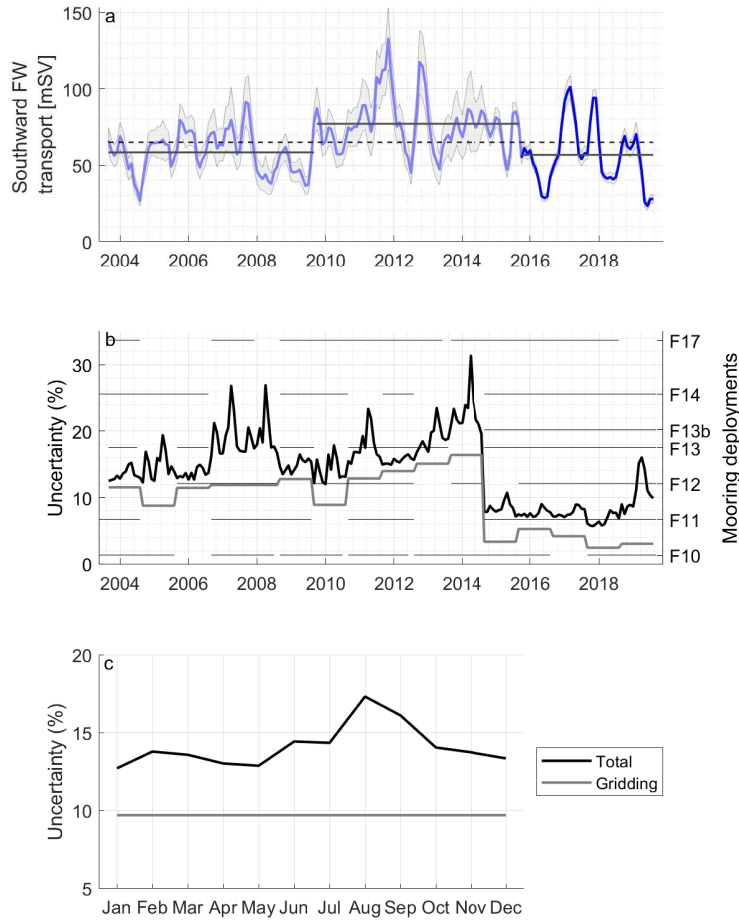 150
a
100
50
0
Southward FW
transport [mSV]
2004 2006 2008 2010 2012 2014 2016 2018
b
30
20
10
0
Uncertainty (%)
F17
F14
F13b
F13
F12
F11
F10
Mooring deployments
2004 2006 2008 2010 2012 2014 2016 2018
20
c
15
10
5
Uncertainty (%)
Total
Gridding
Jan Feb Mar Apr May Jun Jul Aug Sep Oct Nov Dec